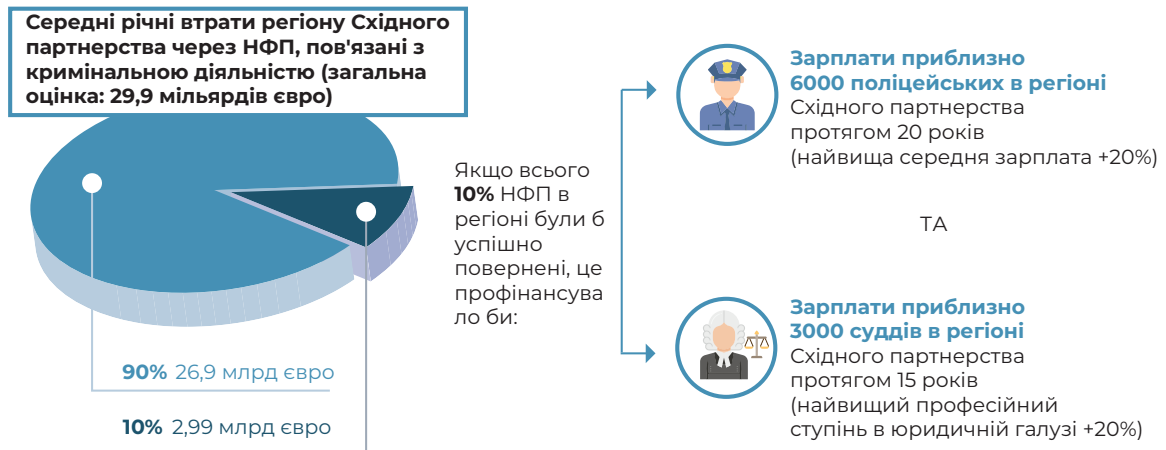 Середні річні втрати регіону Східного
партнерства через НФП, пов'язані з
кримінальною діяльністю (загальна
оцінка: 29,9 мільярдів євро)
90% 26,9 млрд євро
10% 2,99 млрд євро
Якщо всього
10% НФП в
регіоні були б
успішно
повернені, це
профінансува
ло би:
Зарплати приблизно
6000 поліцейських в регіоні
Східного партнерства
протягом 20 років
(найвища середня зарплата +20%)
ТА
Зарплати приблизно
3000 суддів в регіоні
Східного партнерства
протягом 15 років
(найвищий професійний
ступінь в юридичній галузі +20%)